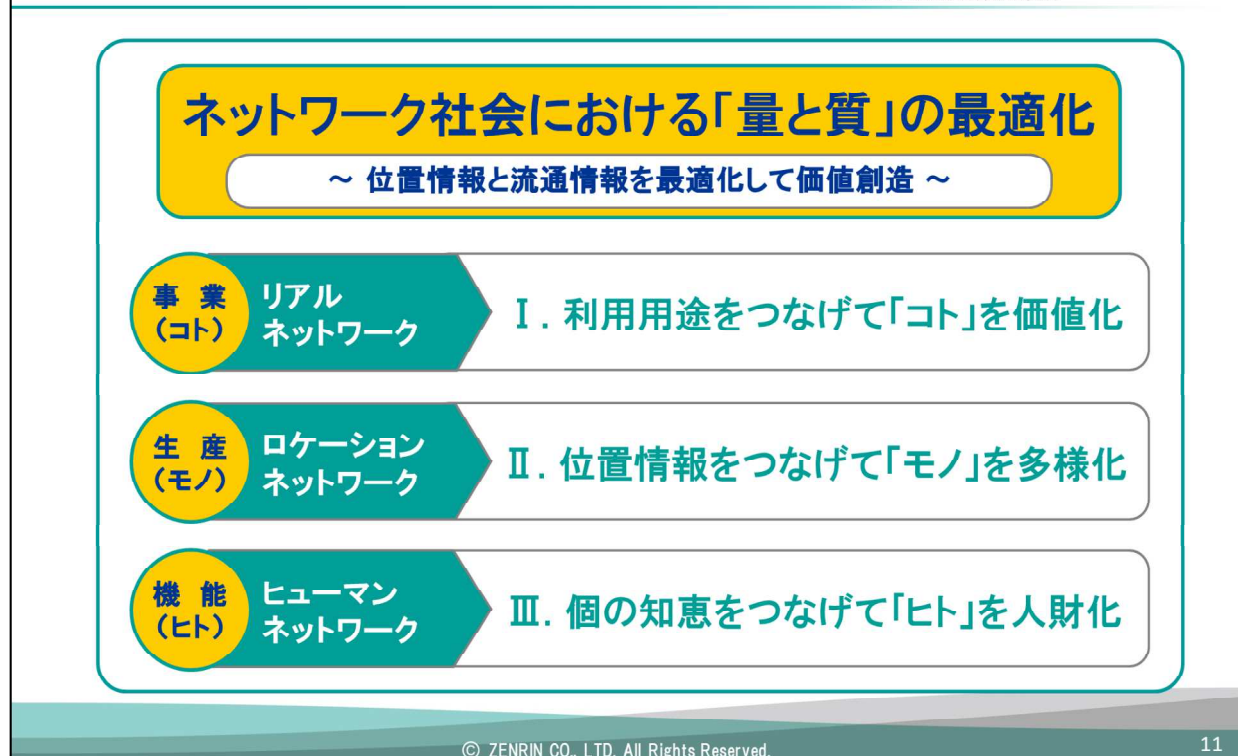 ネットワーク社会における「量と質」の最適化
～ 位置情報と流通情報を最適化して価値創造 ～
事 業
(コト)
リアル
ネットワーク
Ⅰ. 利用用途をつなげて「コト」を価値化
生 産
(モノ)
ロケーション
ネットワーク
Ⅱ. 位置情報をつなげて「モノ」を多様化
機 能
(ヒト)
ヒューマン
ネットワーク
Ⅲ. 個の知恵をつなげて「ヒト」を人財化
© ZENRIN CO., LTD. All Rights Reserved.
11